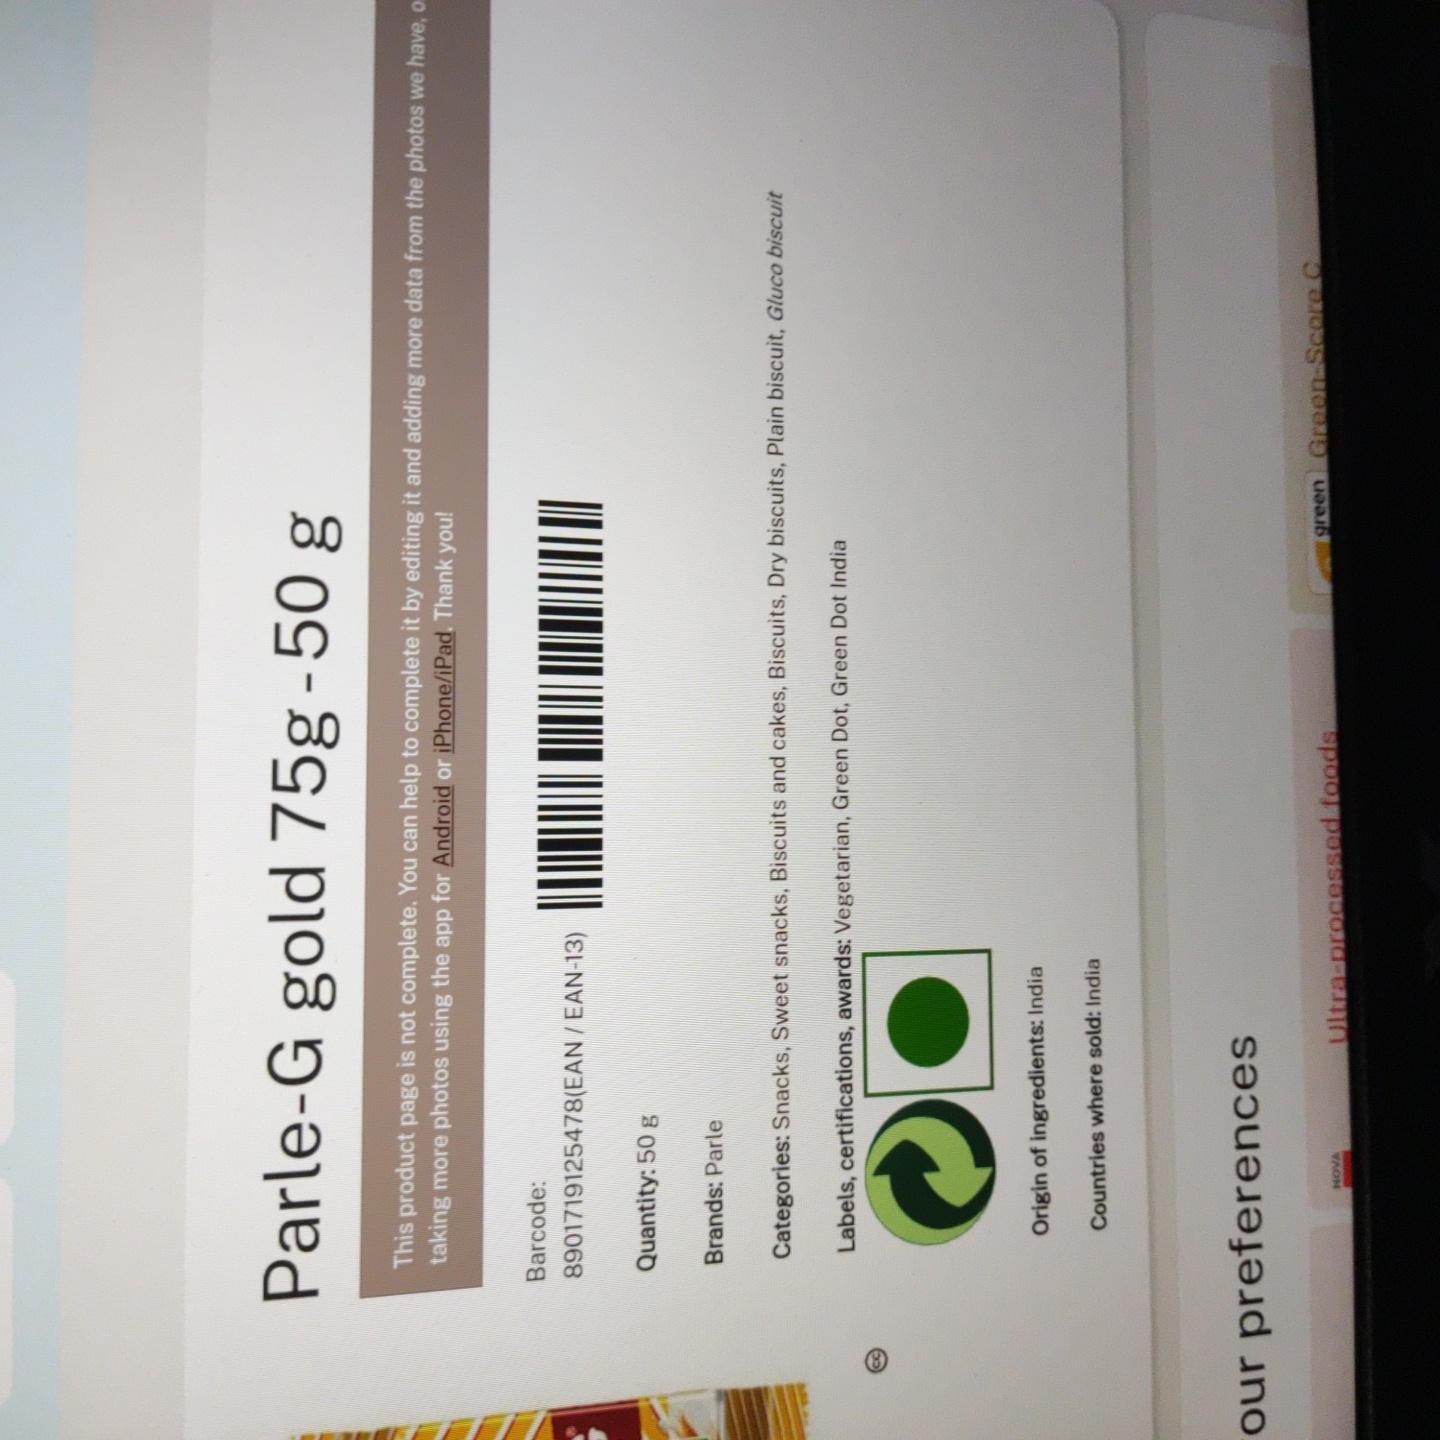 Parle-G gold 75g - 50 g
This product page is not complete. You can help to complete it by editing it and adding more data from the photos we have, o
taking more photos using the app for Android or iPhone/iPad. Thank you!
Barcode:
8901719125478(EAN / EAN-13)
Quantity: 50 g
Brands: Parle
Categories: Snacks, Sweet snacks, Biscuits and cakes, Biscuits, Dry biscuits, Plain biscuit, Gluco biscuit
Labels, certifications, awards: Vegetarian, Green Dot, Green Dot India
Origin of ingredients: India
Countries where sold: India
our preferences
NOVA
Ultra-processed foods
green
Green-Score C